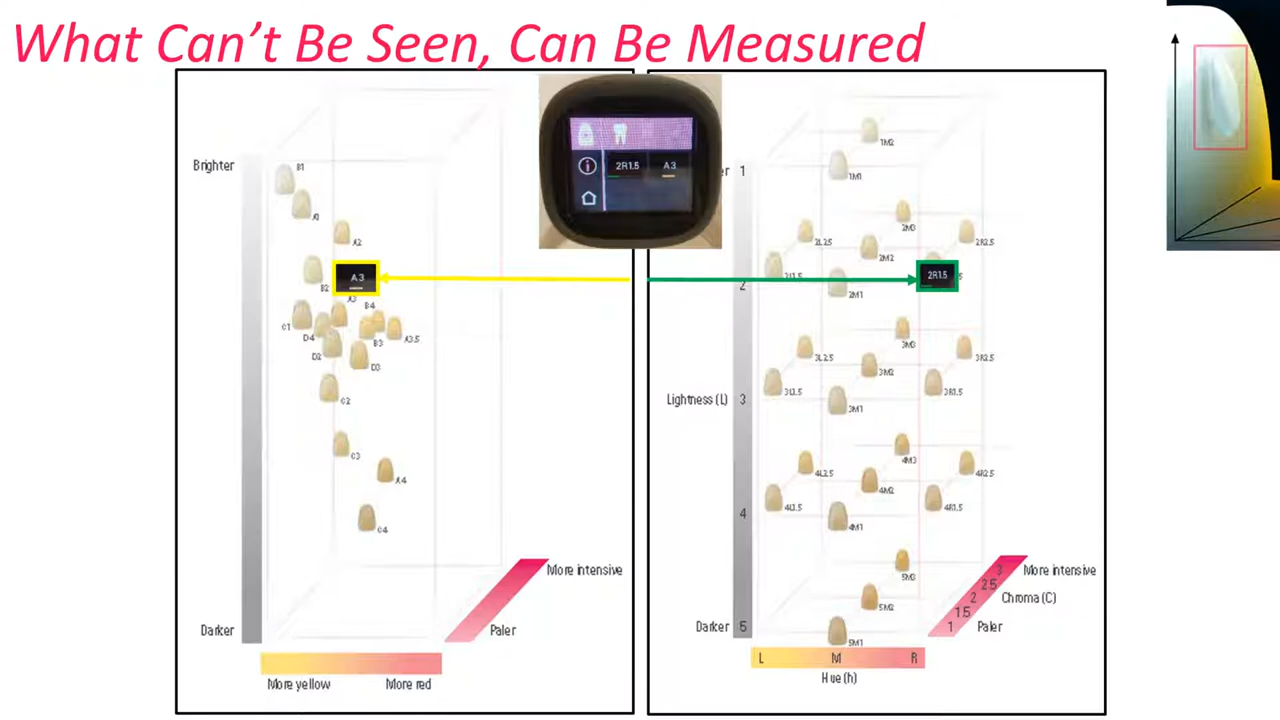 What Can't Be Seen, Can Be Measured
Brighter
B1
A1
A2
B2
A3
A3
B4
C1
D4
B3
A3.5
D2
D3
C2
C3
A4
C4
More intensive
Paler
Darker
More yellow
More red
2R1.5
A3
1
1M2
1M1
2M3
2L2.5
2R2.5
2M2
2
2M1
2R1.5
3M3
3L2.5
3R2.5
3M2
3L1.5
3R1.5
Lightness (L)
3
3M1
4M3
4L2.5
4R2.5
4M2
4L1.5
4R1.5
4
4M1
5M3
5M2
Darker
5
5M1
3
More intensive
2.5
2
Chroma (C)
1.5
1
Paler
L
M
R
Hue (h)